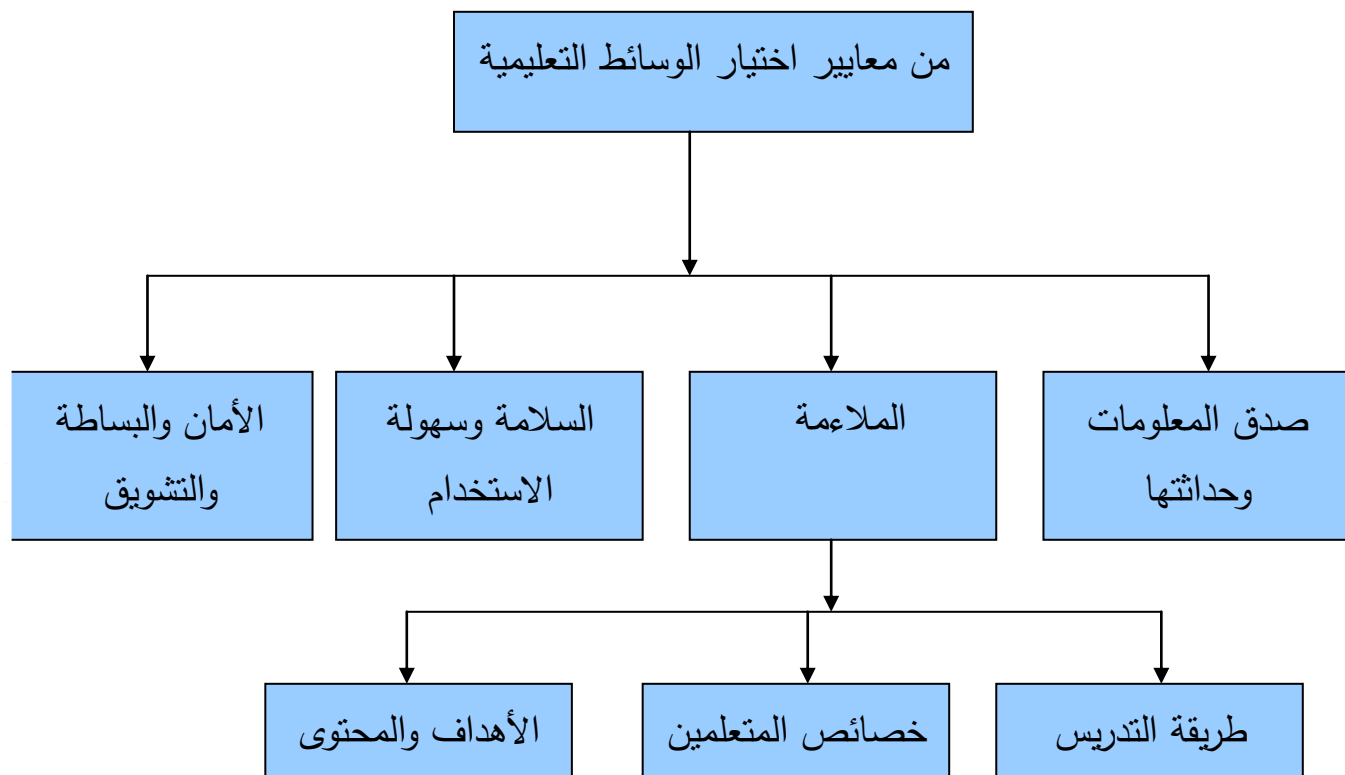 من معايير اختيار الوسائط التعليمية
صدق المعلومات
وحداثتها
الملاءمة
السلامة وسهولة
الاستخدام
الأمان والبساطة
والتشويق
طريقة التدريس
خصائص المتعلمين
الأهداف والمحتوى